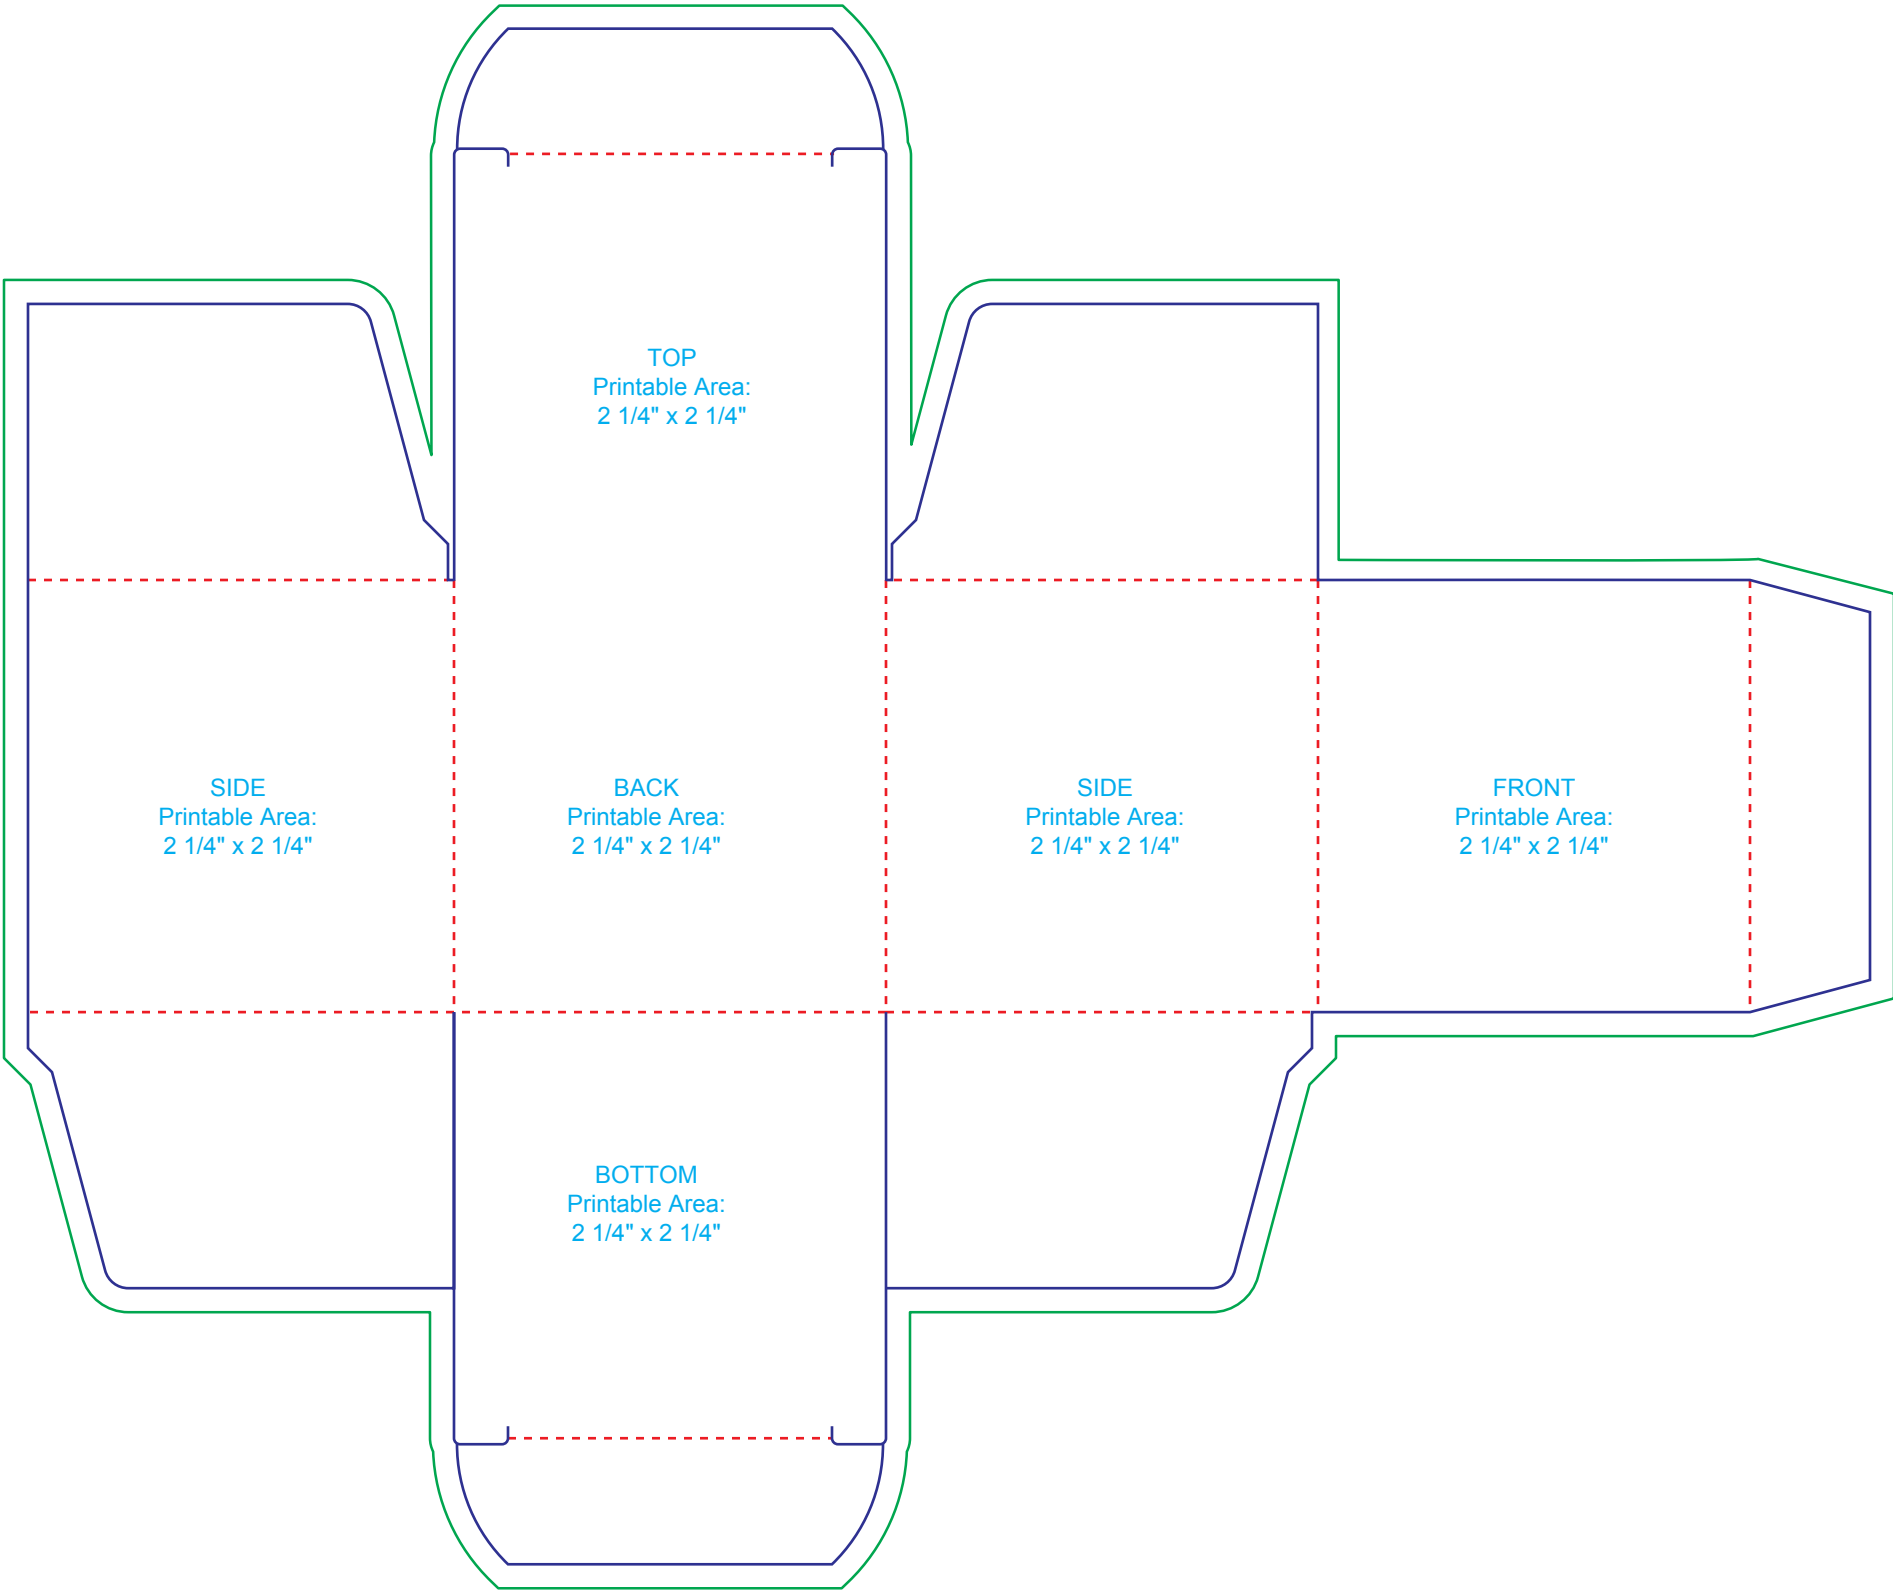 TOP
Printable Area:
2 1/4" x 2 1/4"
SIDE
Printable Area:
2 1/4" x 2 1/4"
BACK
Printable Area:
2 1/4" x 2 1/4"
SIDE
Printable Area:
2 1/4" x 2 1/4"
FRONT
Printable Area:
2 1/4" x 2 1/4"
BOTTOM
Printable Area:
2 1/4" x 2 1/4"